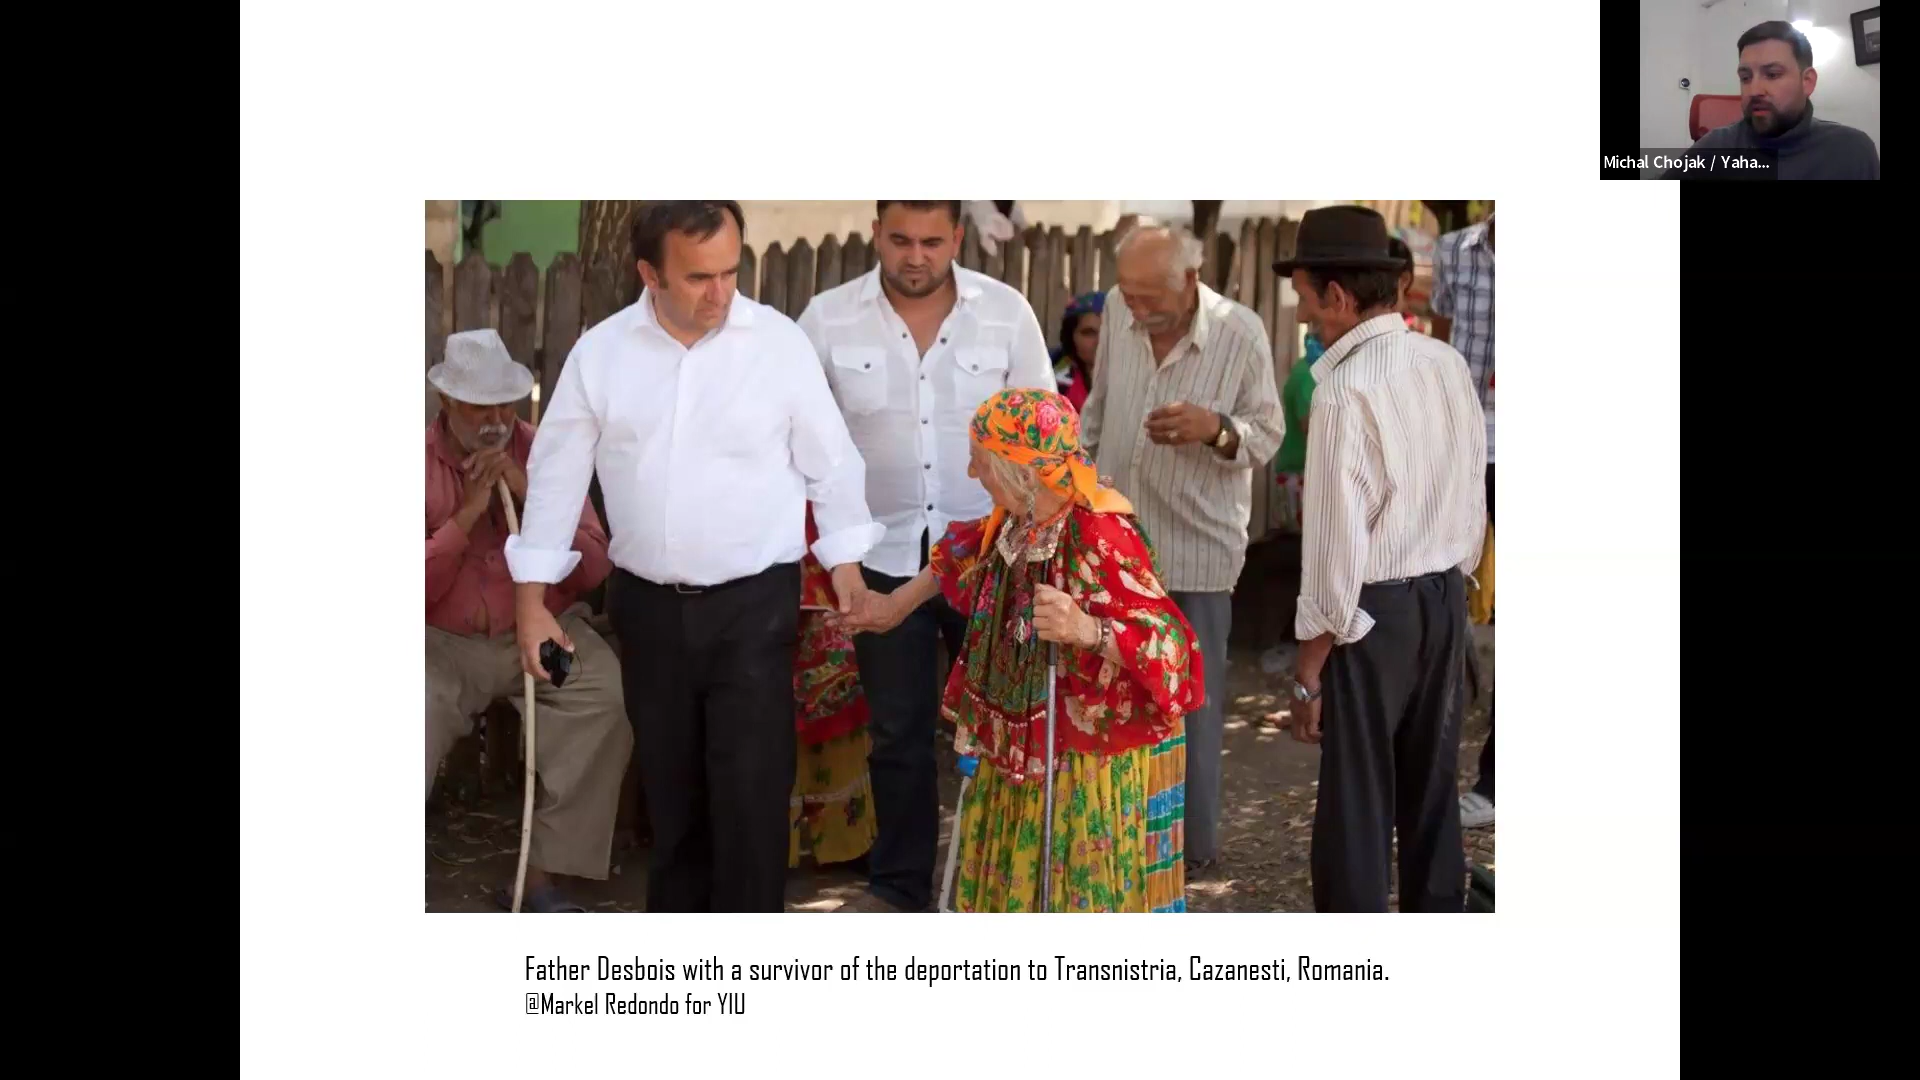 Michal Chojak / Yaha...
Father Desbois with a survivor of the deportation to Transnistria, Cazanesti, Romania.
@Markel Redondo for YIU